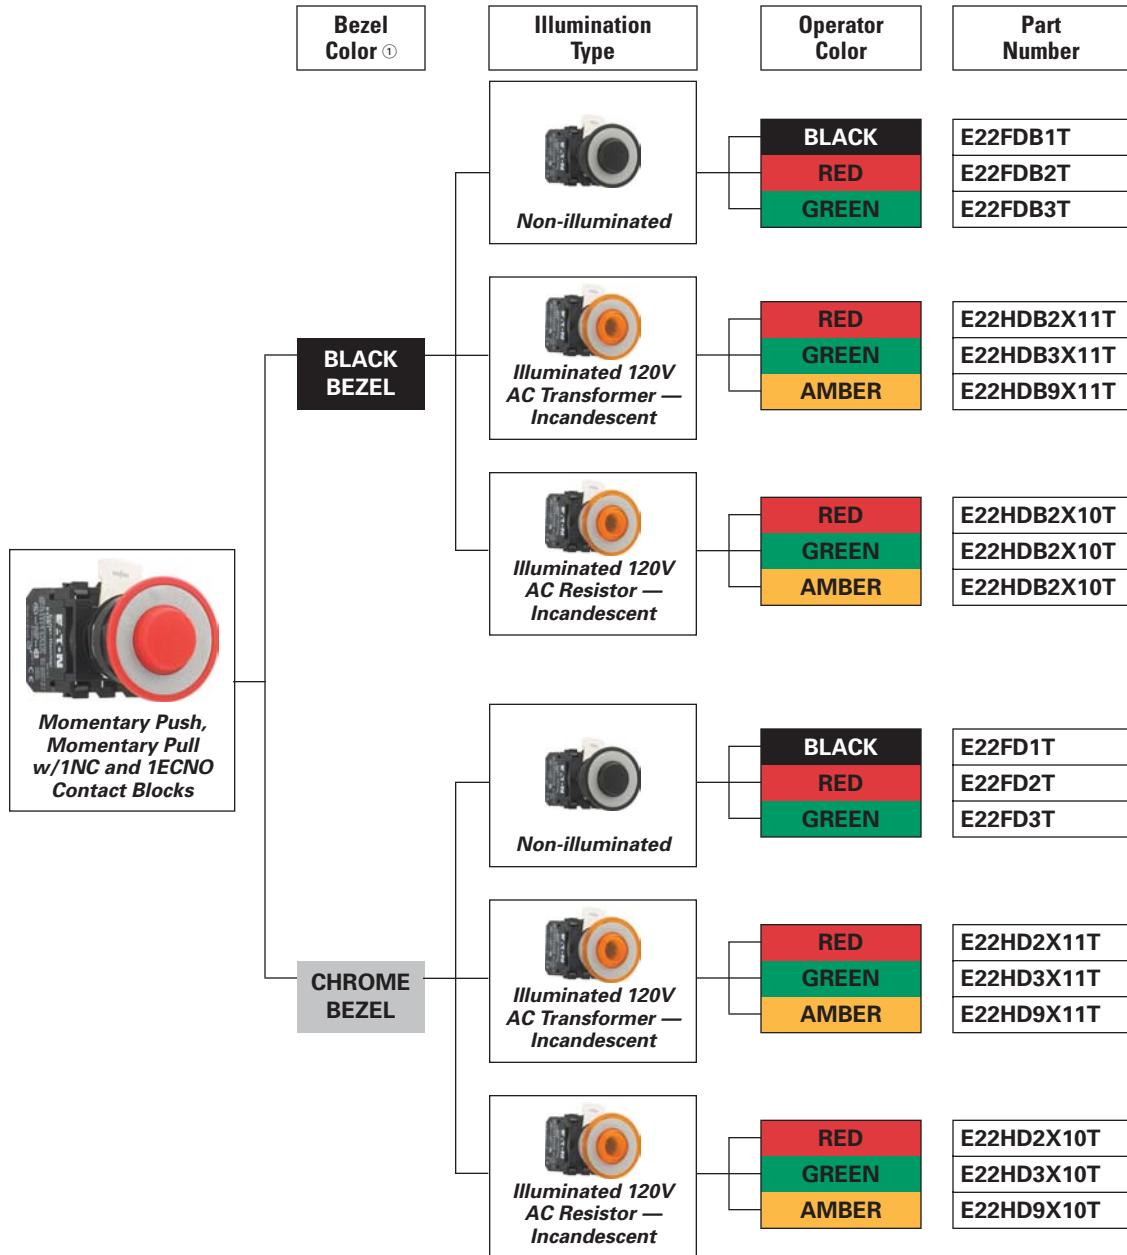 Bezel
Color ①
Illumination
Type
Operator
Color
Part
Number
Non-illuminated
BLACK
E22FDB1T
RED
E22FDB2T
GREEN
E22FDB3T
BLACK
BEZEL
Illuminated 120V
AC Transformer —
Incandescent
RED
E22HDB2X11T
GREEN
E22HDB3X11T
AMBER
E22HDB9X11T
Illuminated 120V
AC Resistor —
Incandescent
RED
E22HDB2X10T
GREEN
E22HDB2X10T
AMBER
E22HDB2X10T
E·T·N
Momentary Push,
Momentary Pull
w/1NC and 1ECNO
Contact Blocks
Non-illuminated
BLACK
E22FD1T
RED
E22FD2T
GREEN
E22FD3T
CHROME
BEZEL
Illuminated 120V
AC Transformer —
Incandescent
RED
E22HD2X11T
GREEN
E22HD3X11T
AMBER
E22HD9X11T
Illuminated 120V
AC Resistor —
Incandescent
RED
E22HD2X10T
GREEN
E22HD3X10T
AMBER
E22HD9X10T